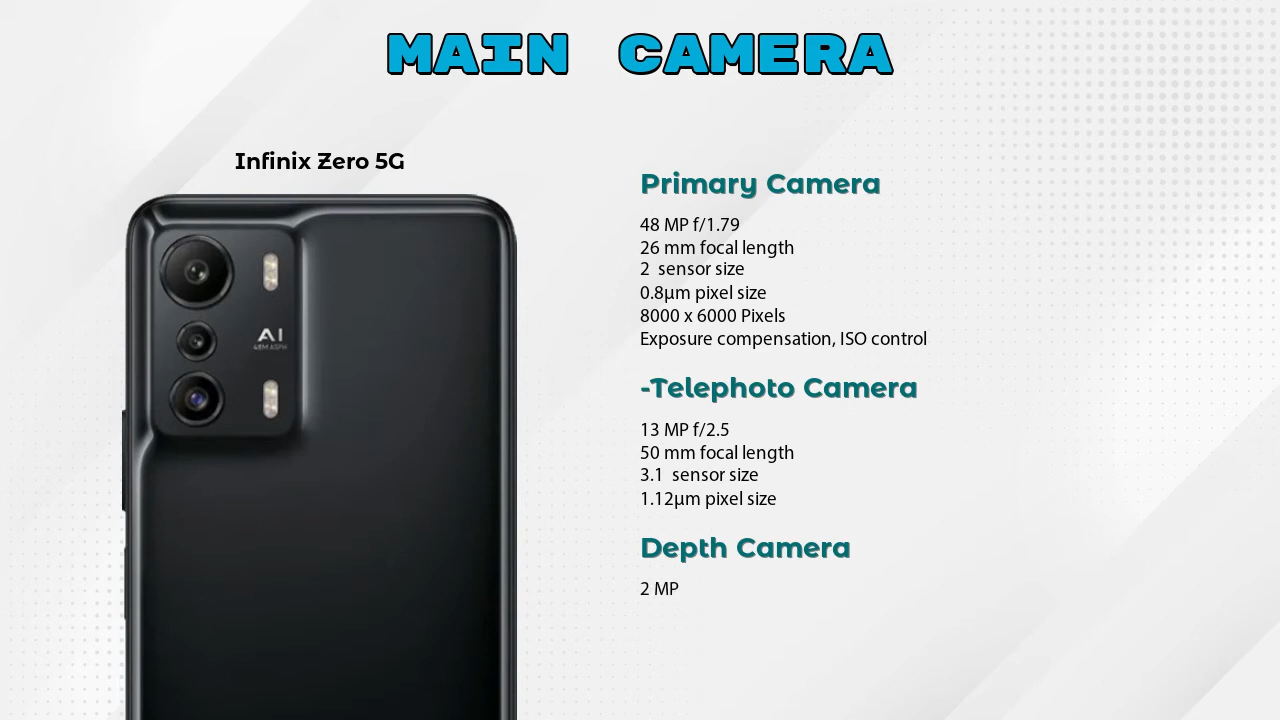 MAIN CAMERA
Infinix Zero 5G
AI
Primary Camera
48 MP f/1.79
26 mm focal length
2  sensor size
0.8µm pixel size
8000 x 6000 Pixels
Exposure compensation, ISO control
-Telephoto Camera
13 MP f/2.5
50 mm focal length
3.1  sensor size
1.12µm pixel size
Depth Camera
2 MP